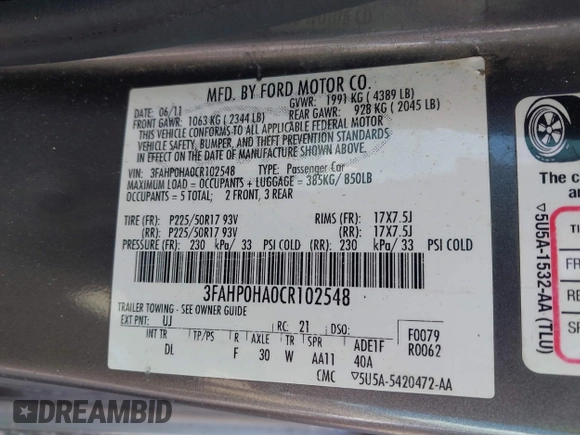 MFD. BY FORD MOTOR CO.
DATE: 06/11 GVWR: 1991 KG ( 4389 LB)
FRONT GAWR: 1063 KG ( 2344 LB) REAR GAWR: 928 KG ( 2045 LB)
THIS VEHICLE CONFORMS TO ALL APPLICABLE FEDERAL MOTOR
VEHICLE SAFETY, BUMPER, AND THEFT PREVENTION STANDARDS
IN EFFECT ON THE DATE OF MANUFACTURE SHOWN ABOVE.
VIN: 3FAHP0HA0CR102548 TYPE: Passenger Car
MAXIMUM LOAD = OCCUPANTS + LUGGAGE = 385KG/ 850LB
OCCUPANTS = 5 TOTAL; 2 FRONT, 3 REAR
TIRE (FR): P225/50R17 93V RIMS (FR): 17X7.5J
(RR): P225/50R17 93V (RR): 17X7.5J
PRESSURE (FR): 230 kPa/ 33 PSI COLD (RR): 230 kPa/ 33 PSI COLD
3FAHP0HA0CR102548
TRAILER TOWING - SEE OWNER GUIDE
EXT PNT: UJ RC: 21 DSO: F0079
INT TR TP/PS R AXLE TR SPR ADE1F R0062
DL F 30 W AA11 40A
CMC ▽5U5A-5420472-AA
The co
▽5U5A-1532-AA (TLU)
TI
FR
RE
SP
DREAMBID